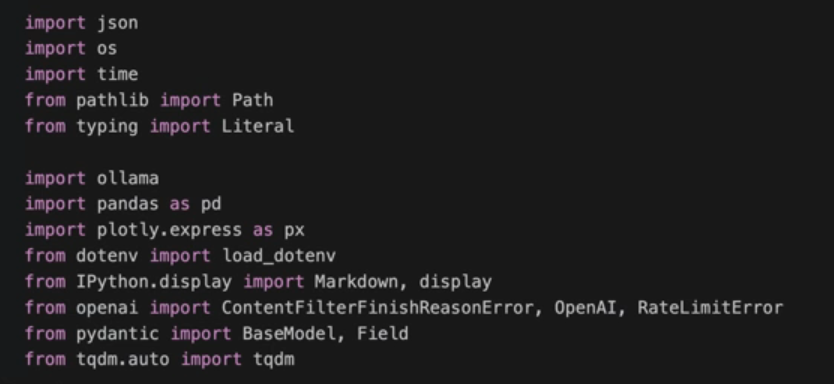 import json
import os
import time
from pathlib import Path
from typing import Literal
import ollama
import pandas as pd
import plotly.express as px
from dotenv import load_dotenv
from IPython.display import Markdown, display
from openai import ContentFilterFinishReasonError, OpenAI, RateLimitError
from pydantic import BaseModel, Field
from tqdm.auto import tqdm